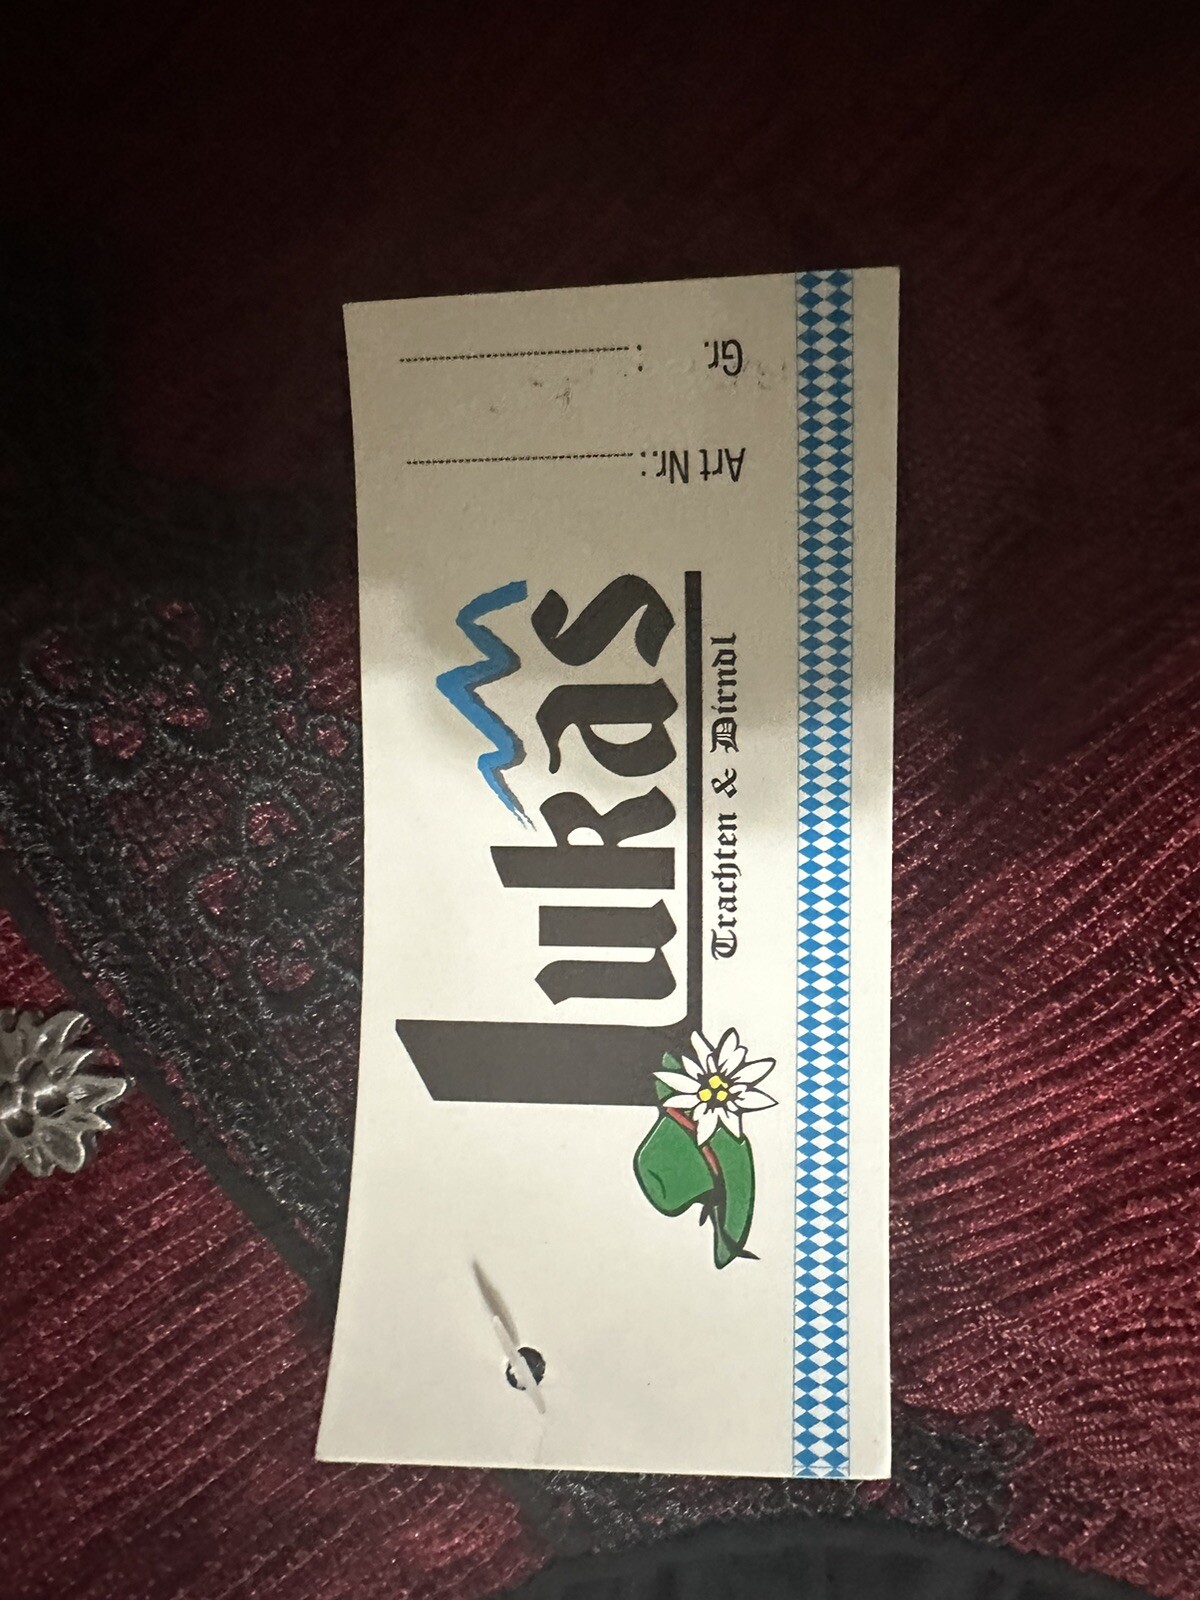 Lukas
Trachten & Dirndl
Art Nr.: ....................
Gr. : ....................